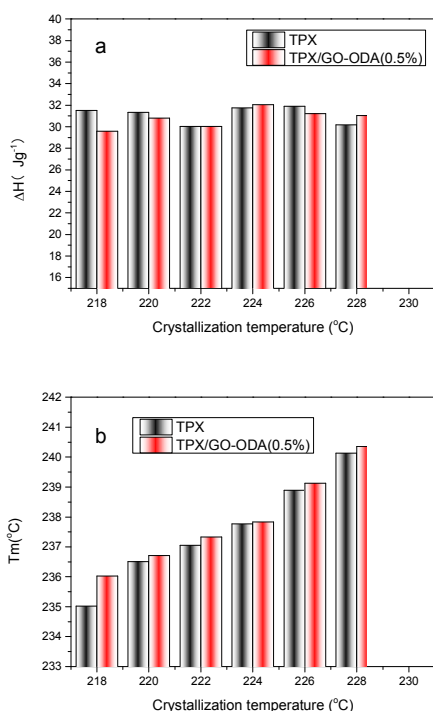 a
TPX
TPX/GO-ODA(0.5%)
40
38
36
34
32
30
28
26
24
22
20
18
16
ΔH( Jg⁻¹)
218 220 222 224 226 228 230
Crystallization temperature (°C)
b
TPX
TPX/GO-ODA(0.5%)
242
241
240
239
238
237
236
235
234
233
Tm(°C)
218 220 222 224 226 228 230
Crystallization temperature (°C)